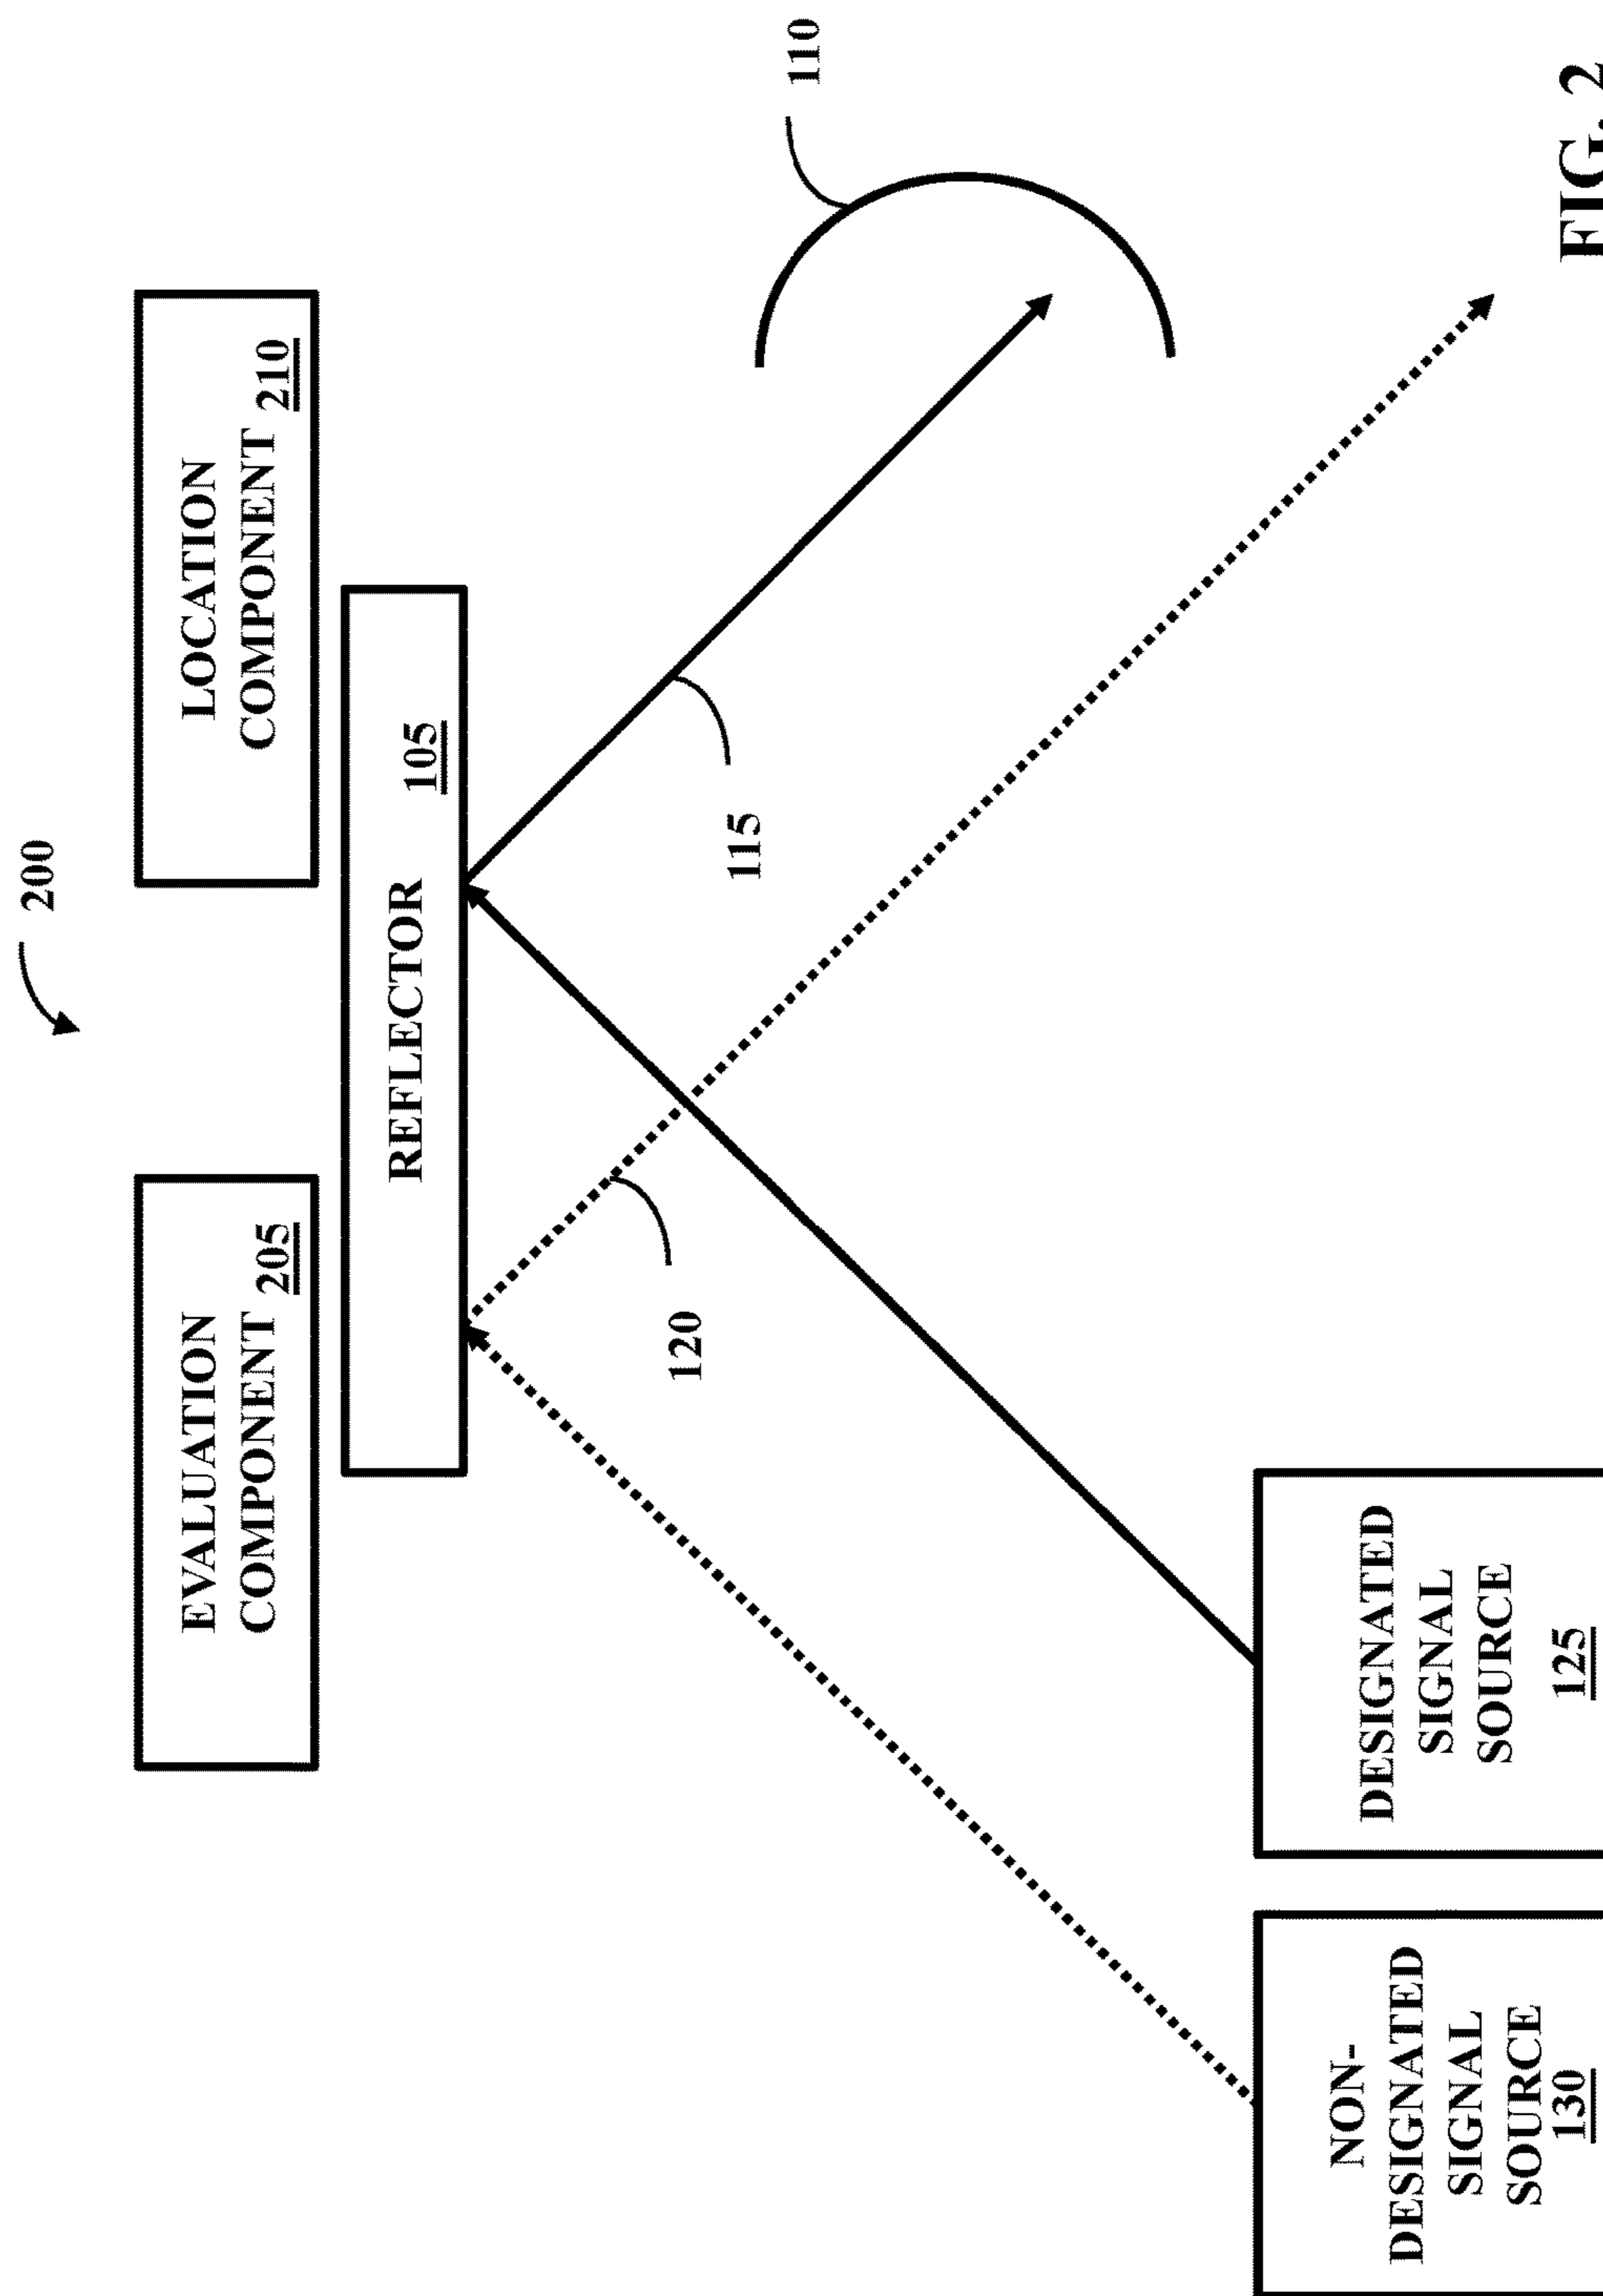 200
EVALUATION
COMPONENT 205
LOCATION
COMPONENT 210
REFLECTOR 105
110
115
120
NON-
DESIGNATED
SIGNAL
SOURCE
130
DESIGNATED
SIGNAL
SOURCE
125
FIG. 2